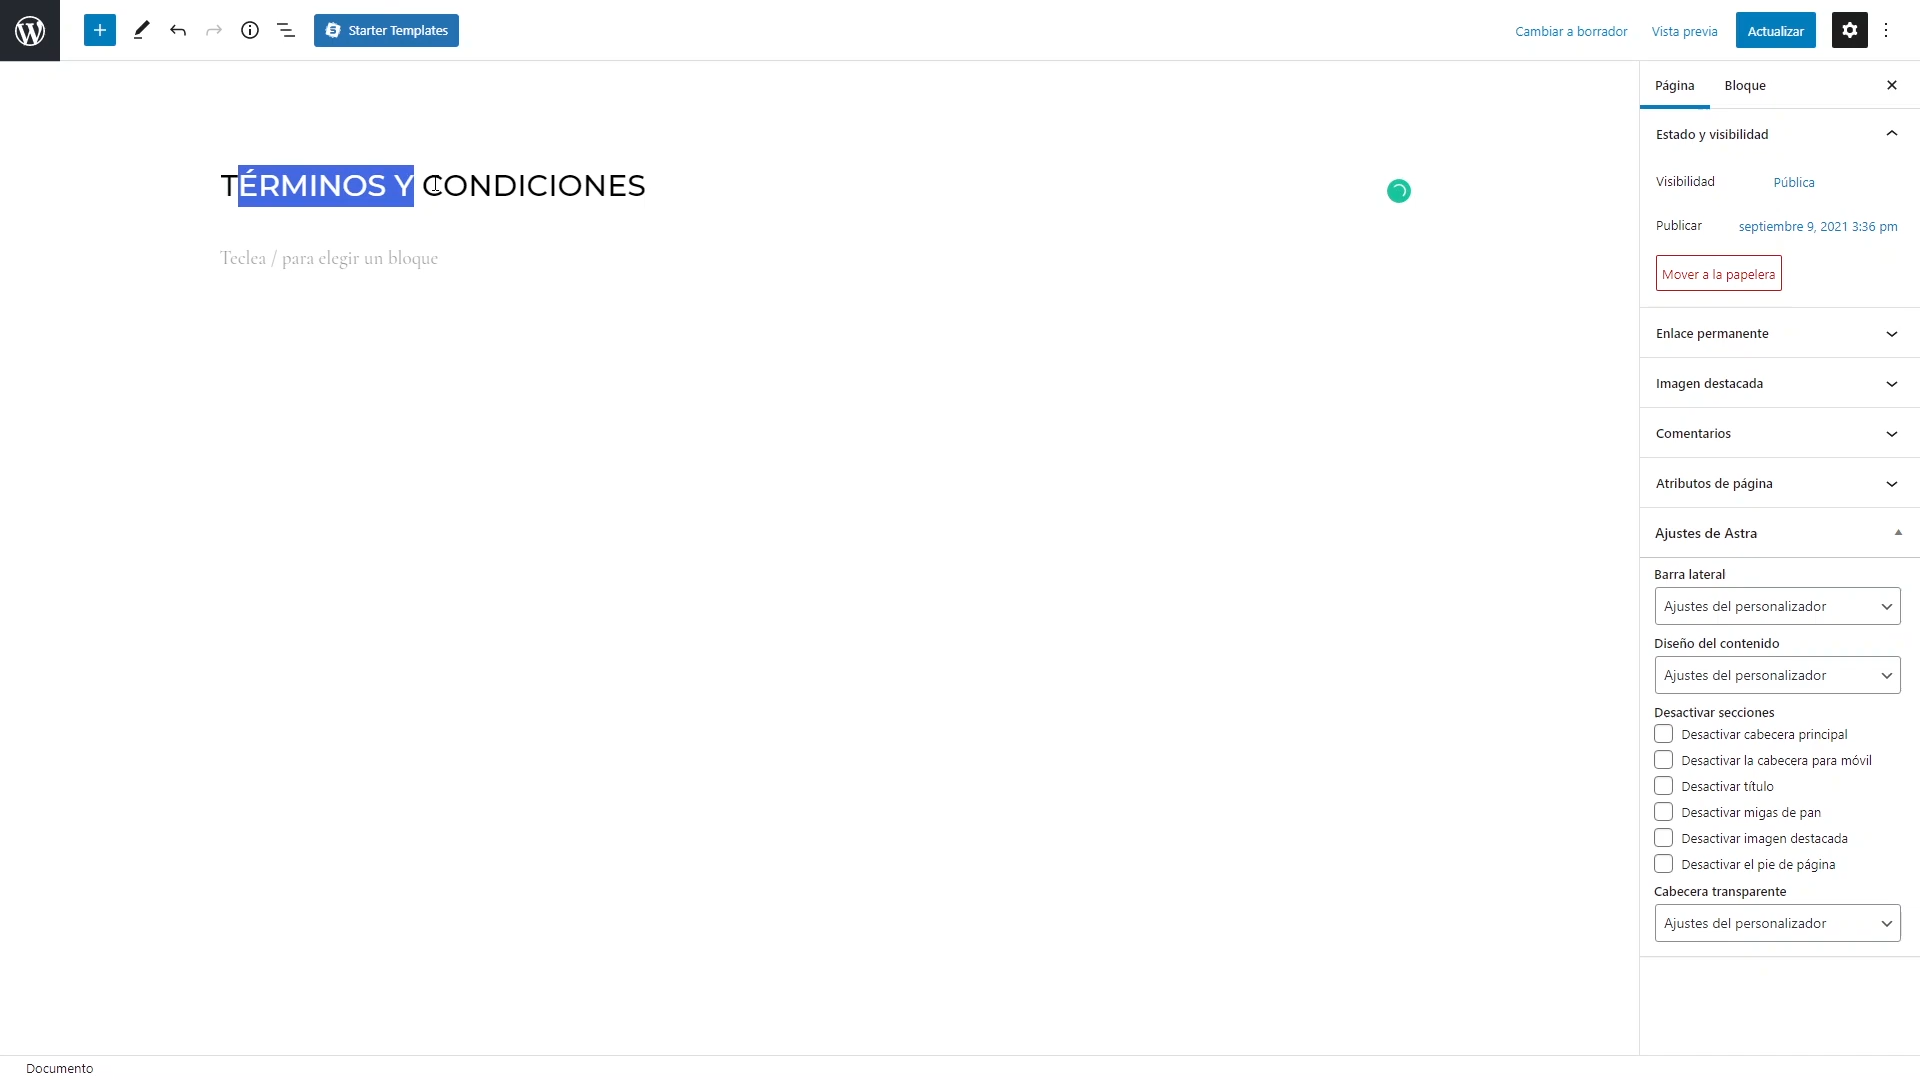 Starter Templates
Cambiar a borrador
Vista previa
Actualizar
Página
Bloque
Estado y visibilidad
TÉRMINOS Y CONDICIONES
Visibilidad
Pública
Publicar
septiembre 9, 2021 3:36 pm
Teclea / para elegir un bloque
Mover a la papelera
Enlace permanente
Imagen destacada
Comentarios
Atributos de página
Ajustes de Astra
Barra lateral
Ajustes del personalizador
Diseño del contenido
Ajustes del personalizador
Desactivar secciones
Desactivar cabecera principal
Desactivar la cabecera para móvil
Desactivar título
Desactivar migas de pan
Desactivar imagen destacada
Desactivar el pie de página
Cabecera transparente
Ajustes del personalizador
Documento